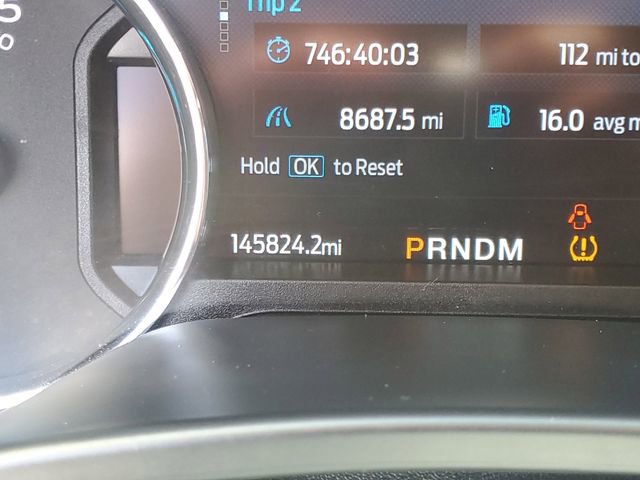 Trip 2
746:40:03
112 mi to
8687.5 mi
16.0 avg
Hold OK to Reset
145824.2mi
PRNDM